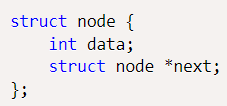 struct node {
    int data;
    struct node *next;
};